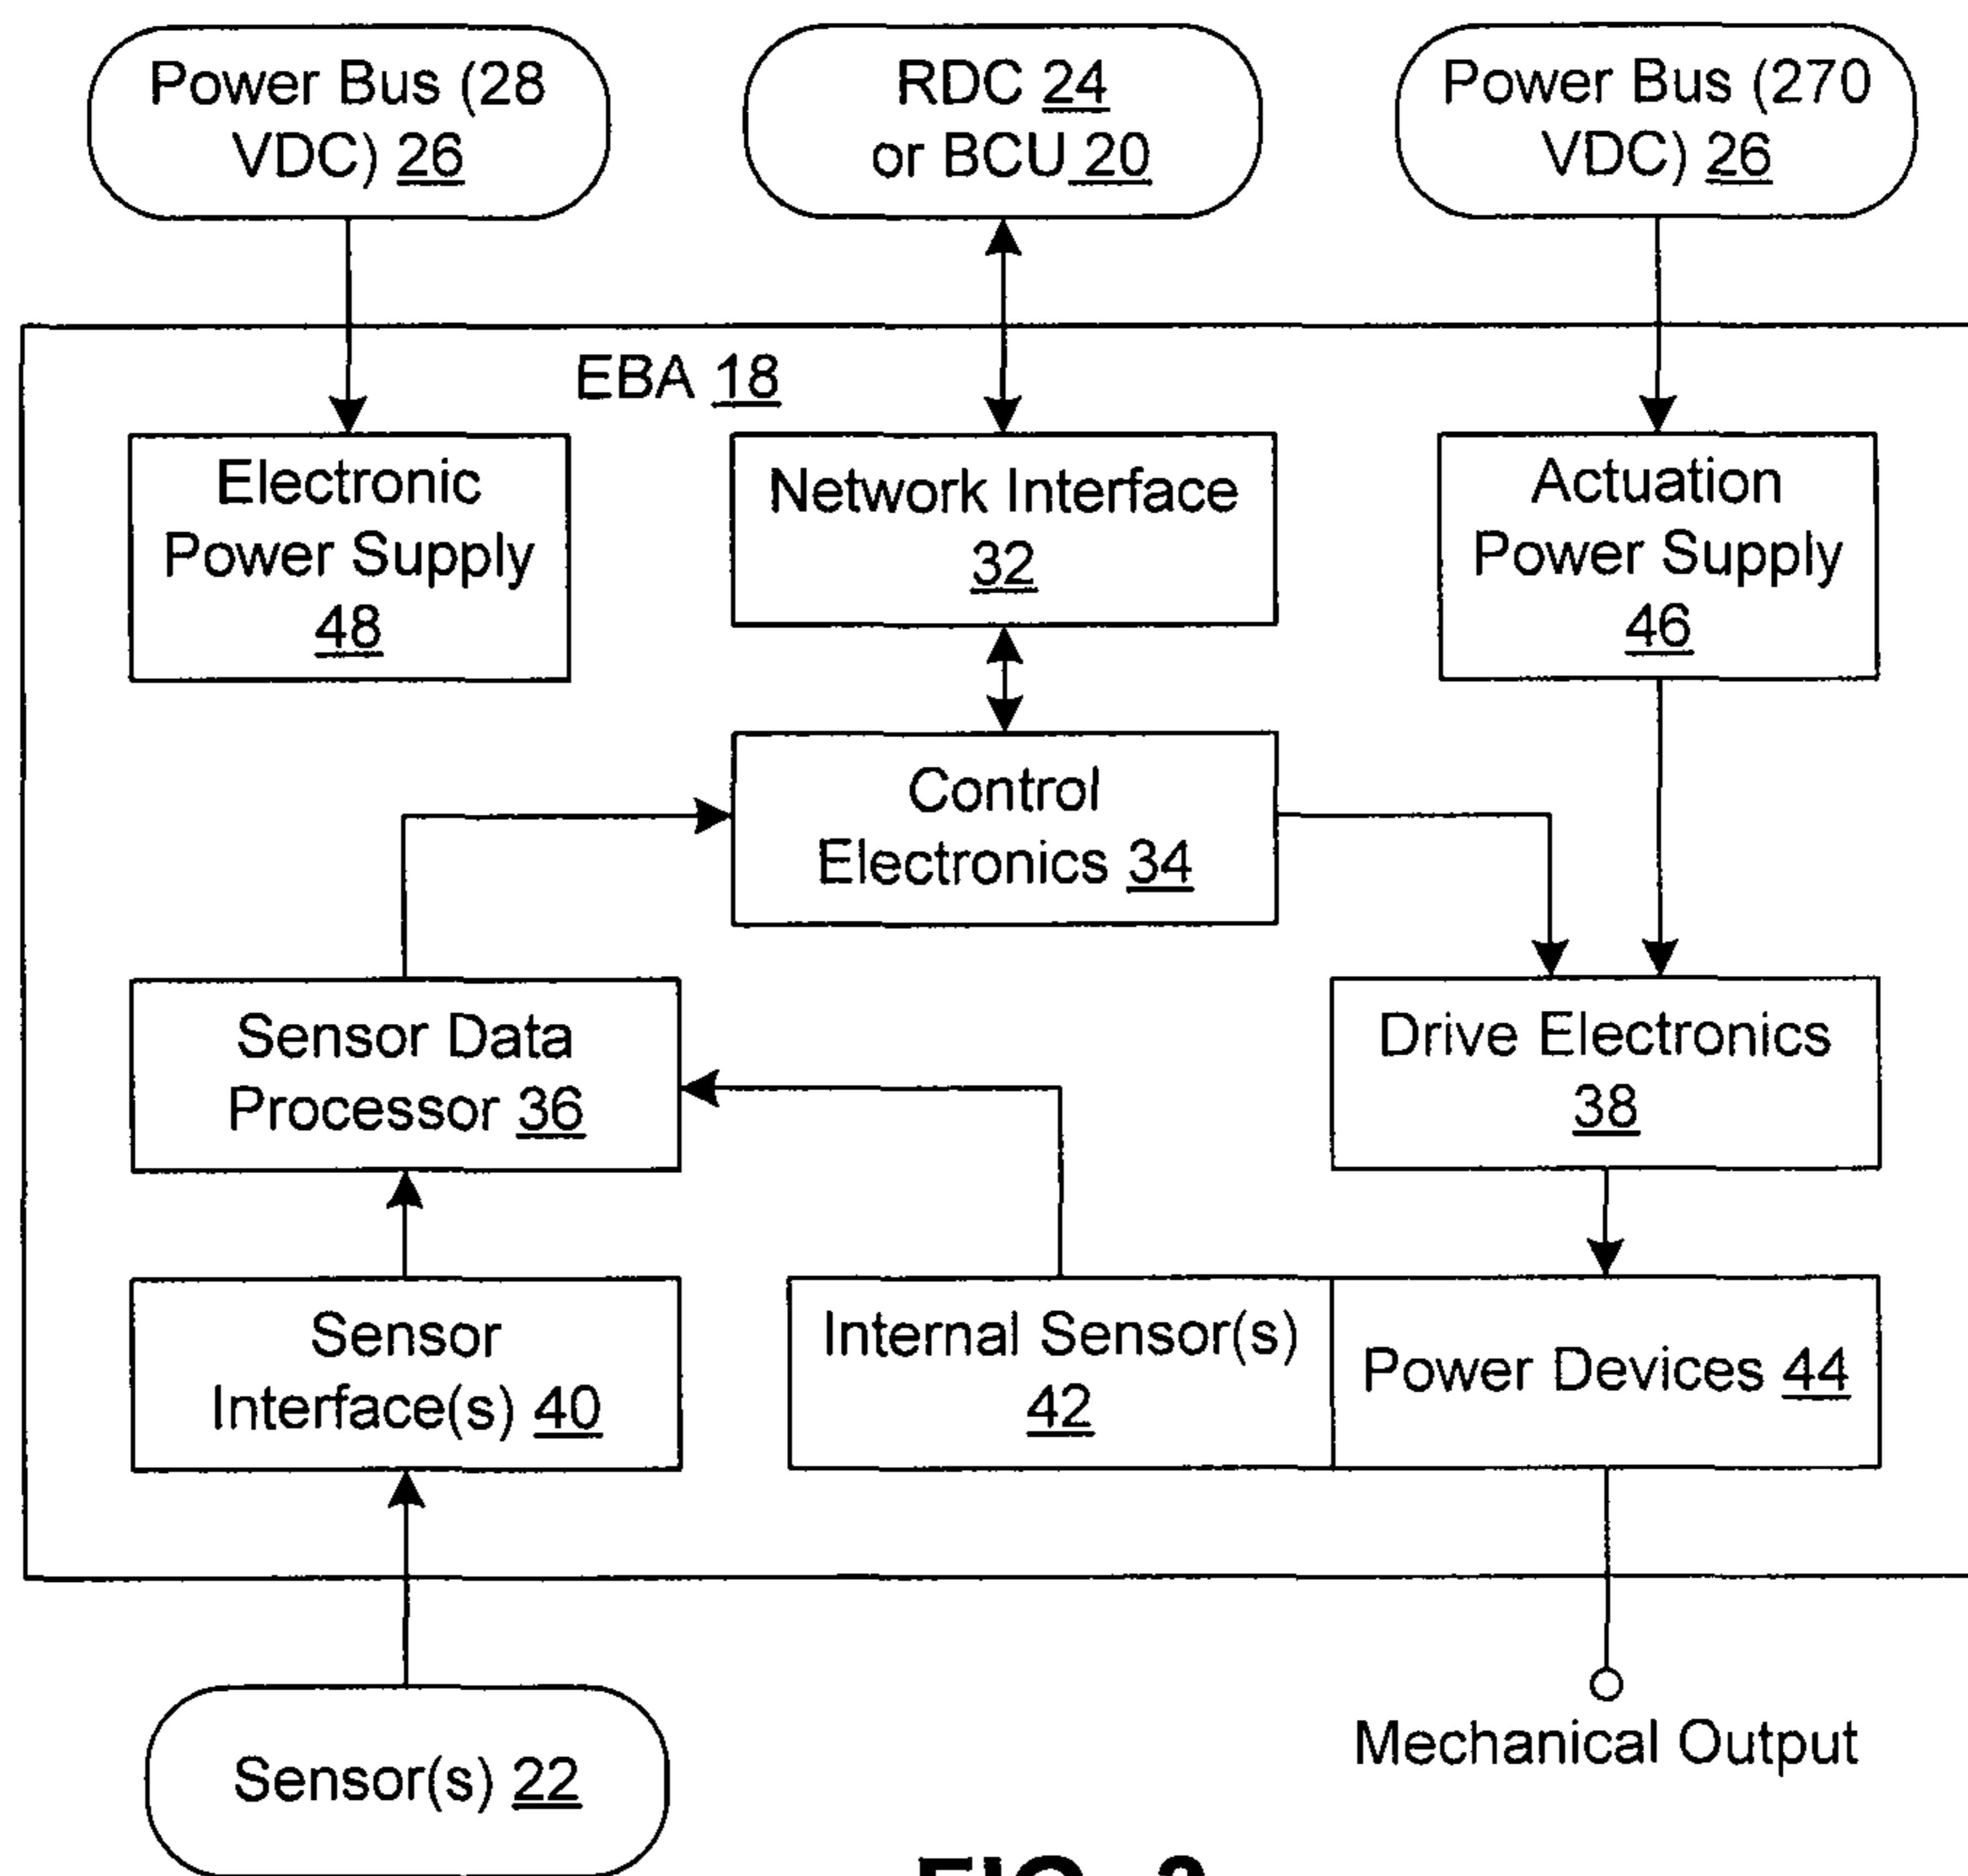 Power Bus (28
VDC) 26
RDC 24
or BCU 20
Power Bus (270
VDC) 26
EBA 18
Electronic
Power Supply
48
Network Interface
32
Actuation
Power Supply
46
Control
Electronics 34
Sensor Data
Processor 36
Drive Electronics
38
Sensor
Interface(s) 40
Internal Sensor(s)
42
Power Devices 44
Mechanical Output
Sensor(s) 22
FIG.